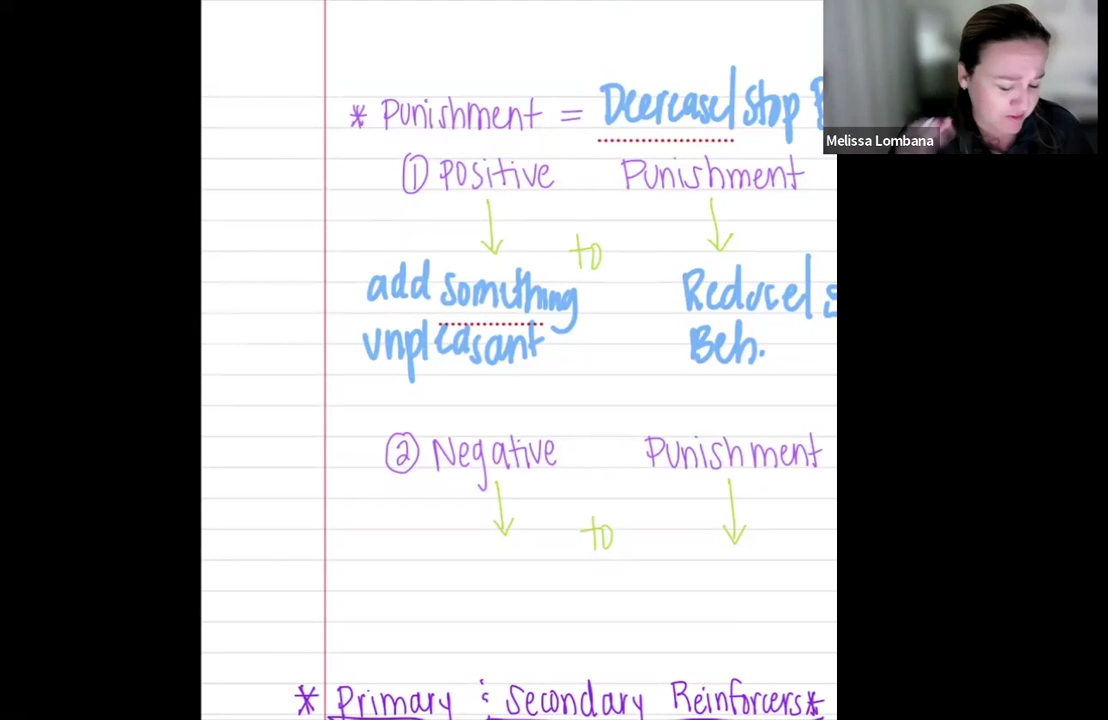 * Punishment = Decrease/Stop
Melissa Lombana
① Positive Punishment
to
add something
Reduce/
unpleasant
Beh.
② Negative Punishment
to
* Primary & Secondary Reinforcers*